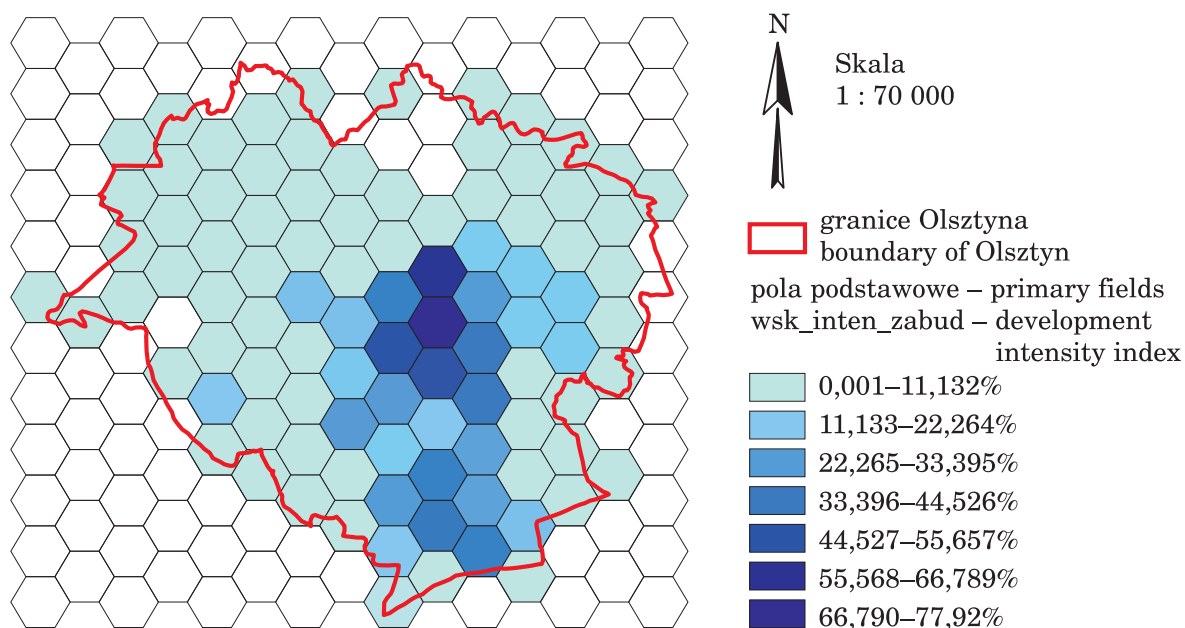 N
Skala
1 : 70 000
granice Olsztyna
boundary of Olsztyn
pola podstawowe – primary fields
wsk_inten_zabud – development
intensity index
0,001–11,132%
11,133–22,264%
22,265–33,395%
33,396–44,526%
44,527–55,657%
55,568–66,789%
66,790–77,92%